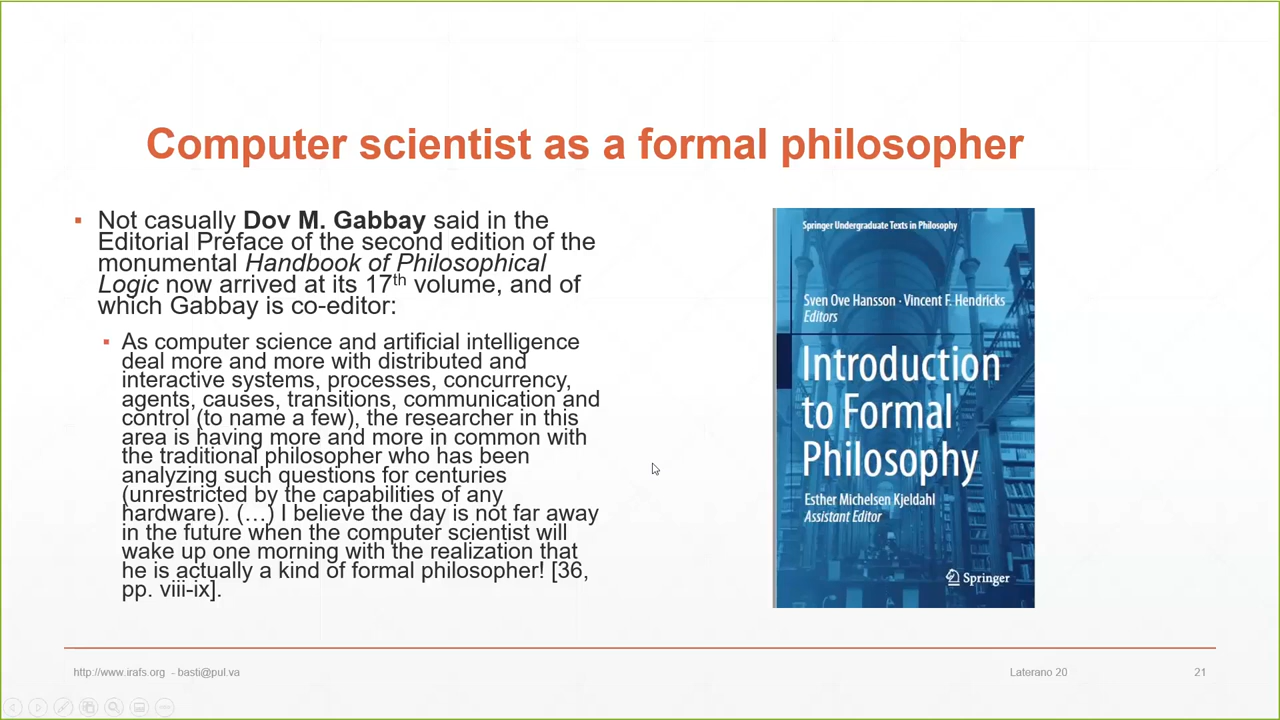 Computer scientist as a formal philosopher
▪ Not casually Dov M. Gabbay said in the
Editorial Preface of the second edition of the
monumental Handbook of Philosophical
Logic now arrived at its 17th volume, and of
which Gabbay is co-editor:
▪ As computer science and artificial intelligence
deal more and more with distributed and
interactive systems, processes, concurrency,
agents, causes, transitions, communication and
control (to name a few), the researcher in this
area is having more and more in common with
the traditional philosopher who has been
analyzing such questions for centuries
(unrestricted by the capabilities of any
hardware). (…) I believe the day is not far away
in the future when the computer scientist will
wake up one morning with the realization that
he is actually a kind of formal philosopher! [36,
pp. viii-ix].
Springer Undergraduate Texts in Philosophy
Sven Ove Hansson · Vincent F. Hendricks
Editors
Introduction
to Formal
Philosophy
Esther Michelsen Kjeldahl
Assistant Editor
Springer
http://www.irafs.org - basti@pul.va
Laterano 20
21